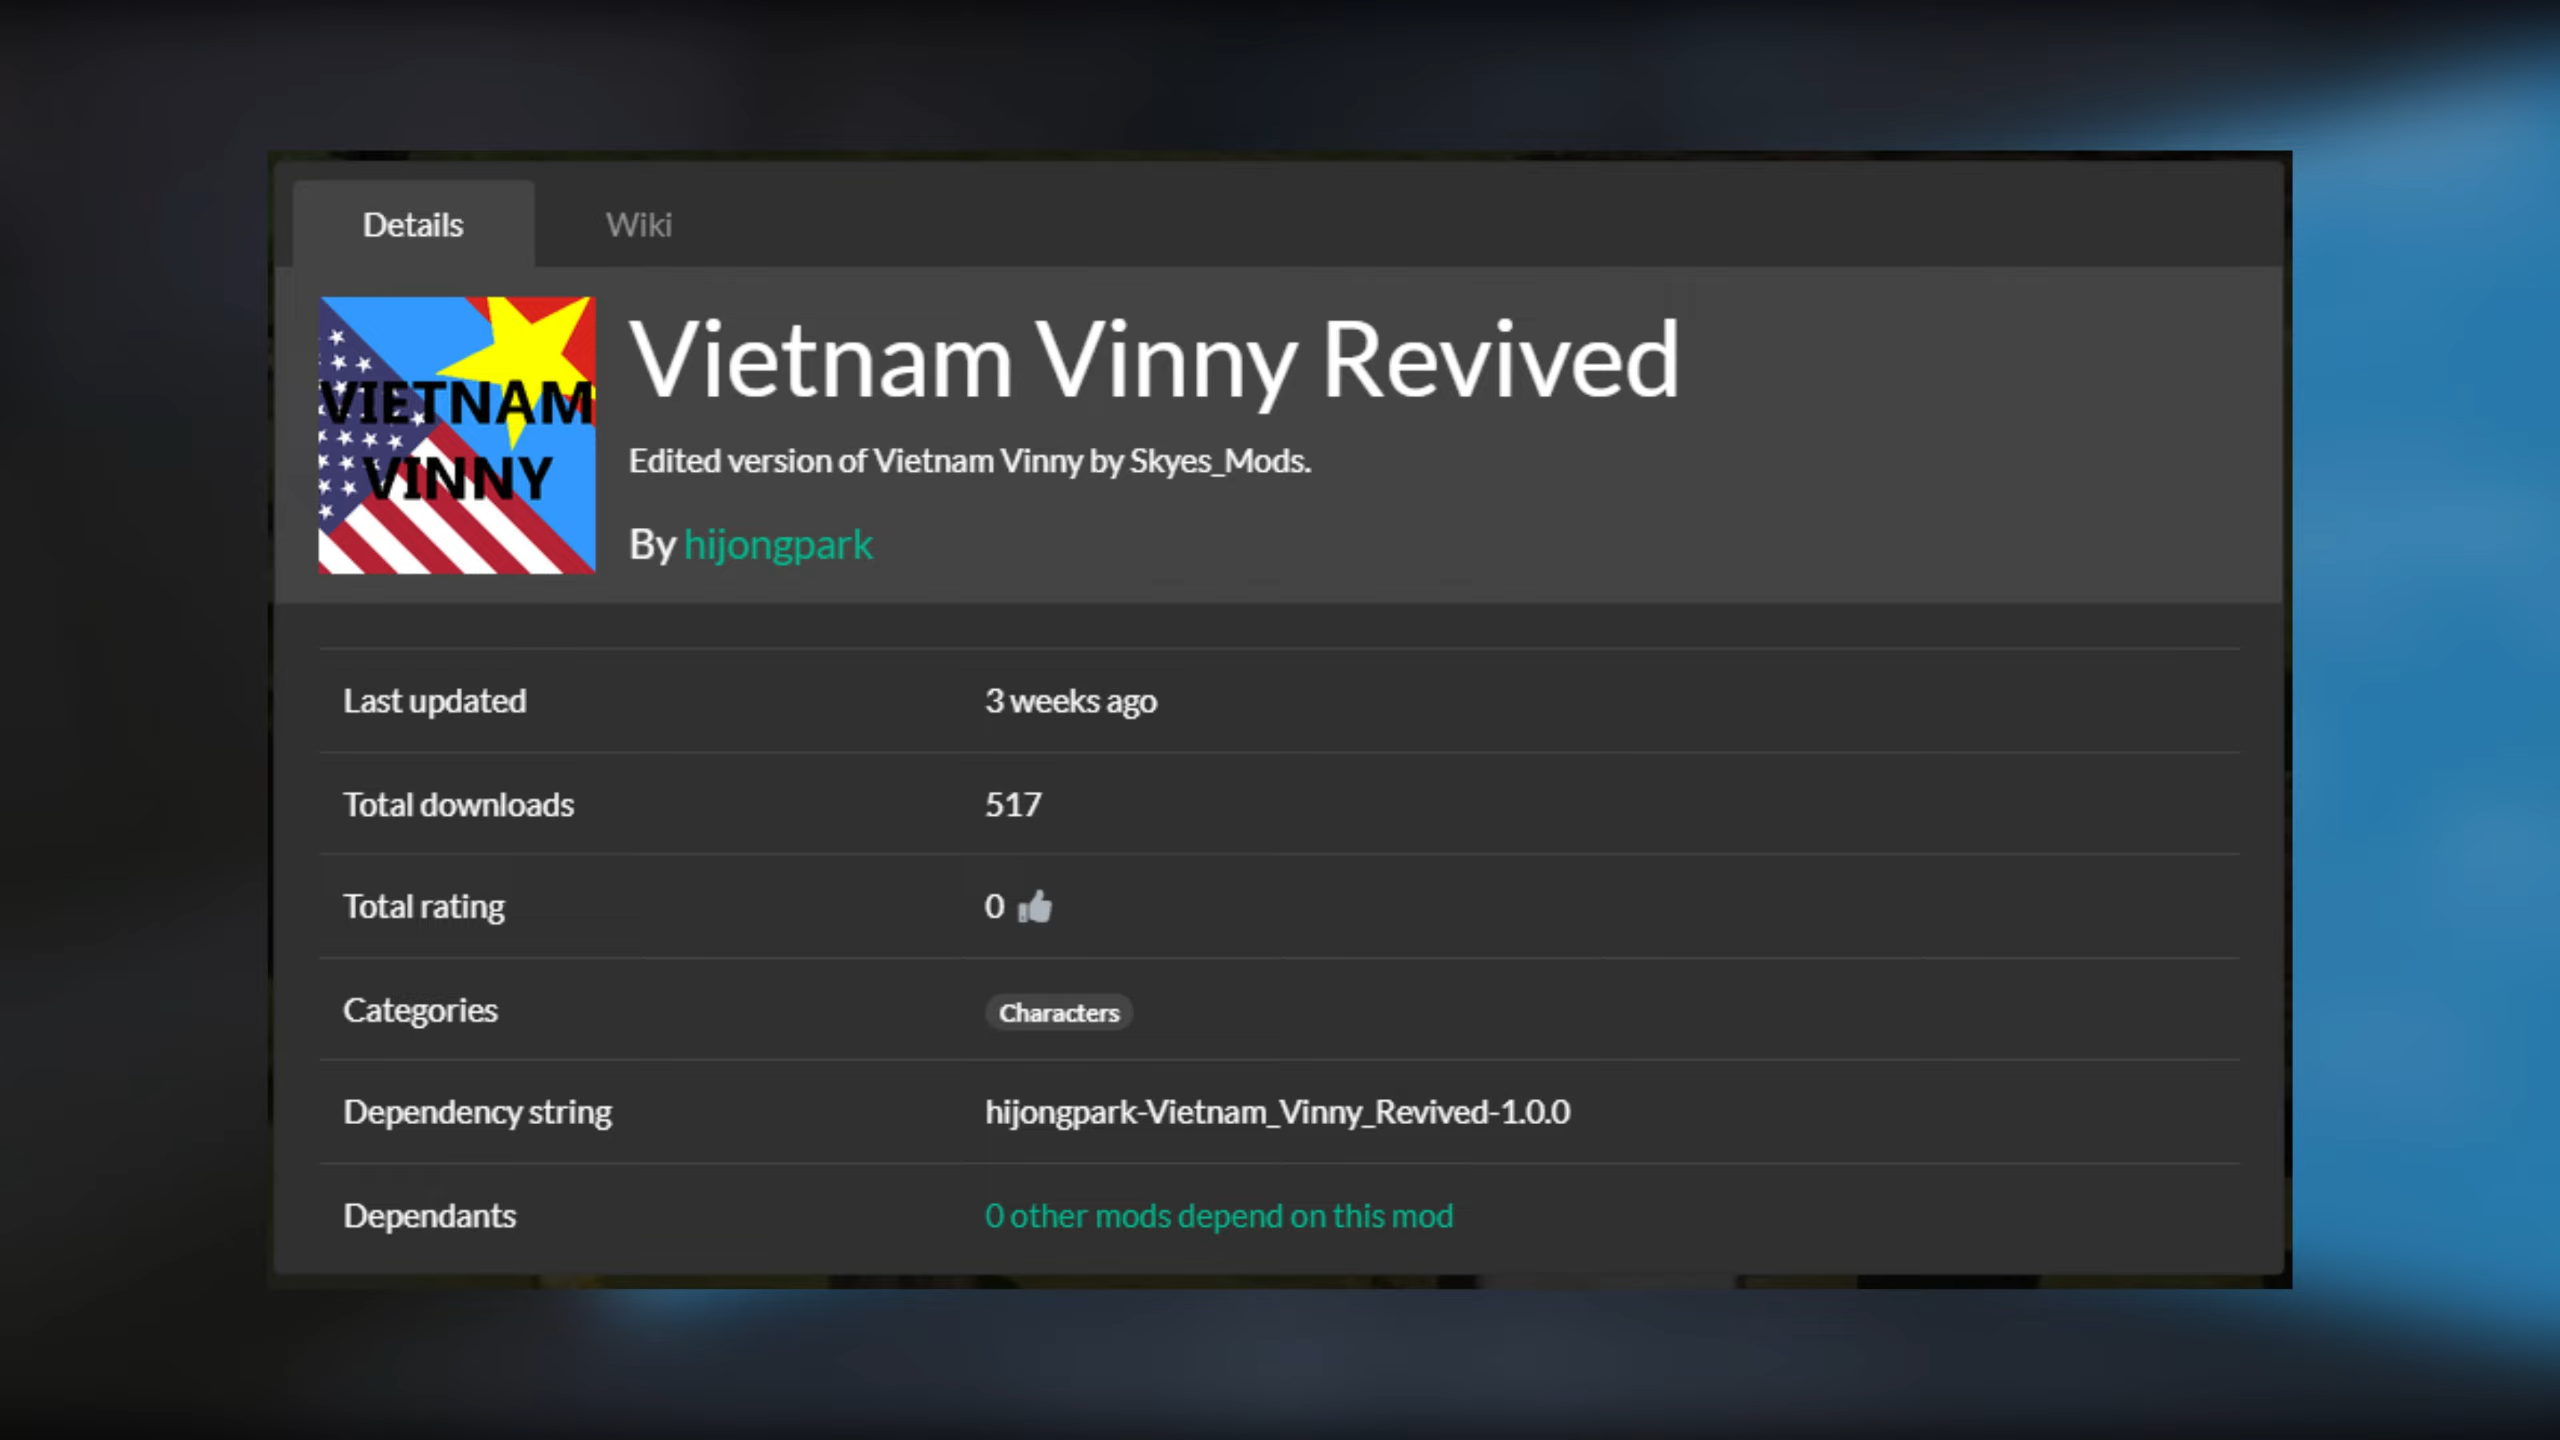 Details
Wiki
VIETNAM
VINNY
Vietnam Vinny Revived
Edited version of Vietnam Vinny by Skyes_Mods.
By hijongpark
Last updated 3 weeks ago
Total downloads 517
Total rating 0
Categories Characters
Dependency string hijongpark-Vietnam_Vinny_Revived-1.0.0
Dependants 0 other mods depend on this mod